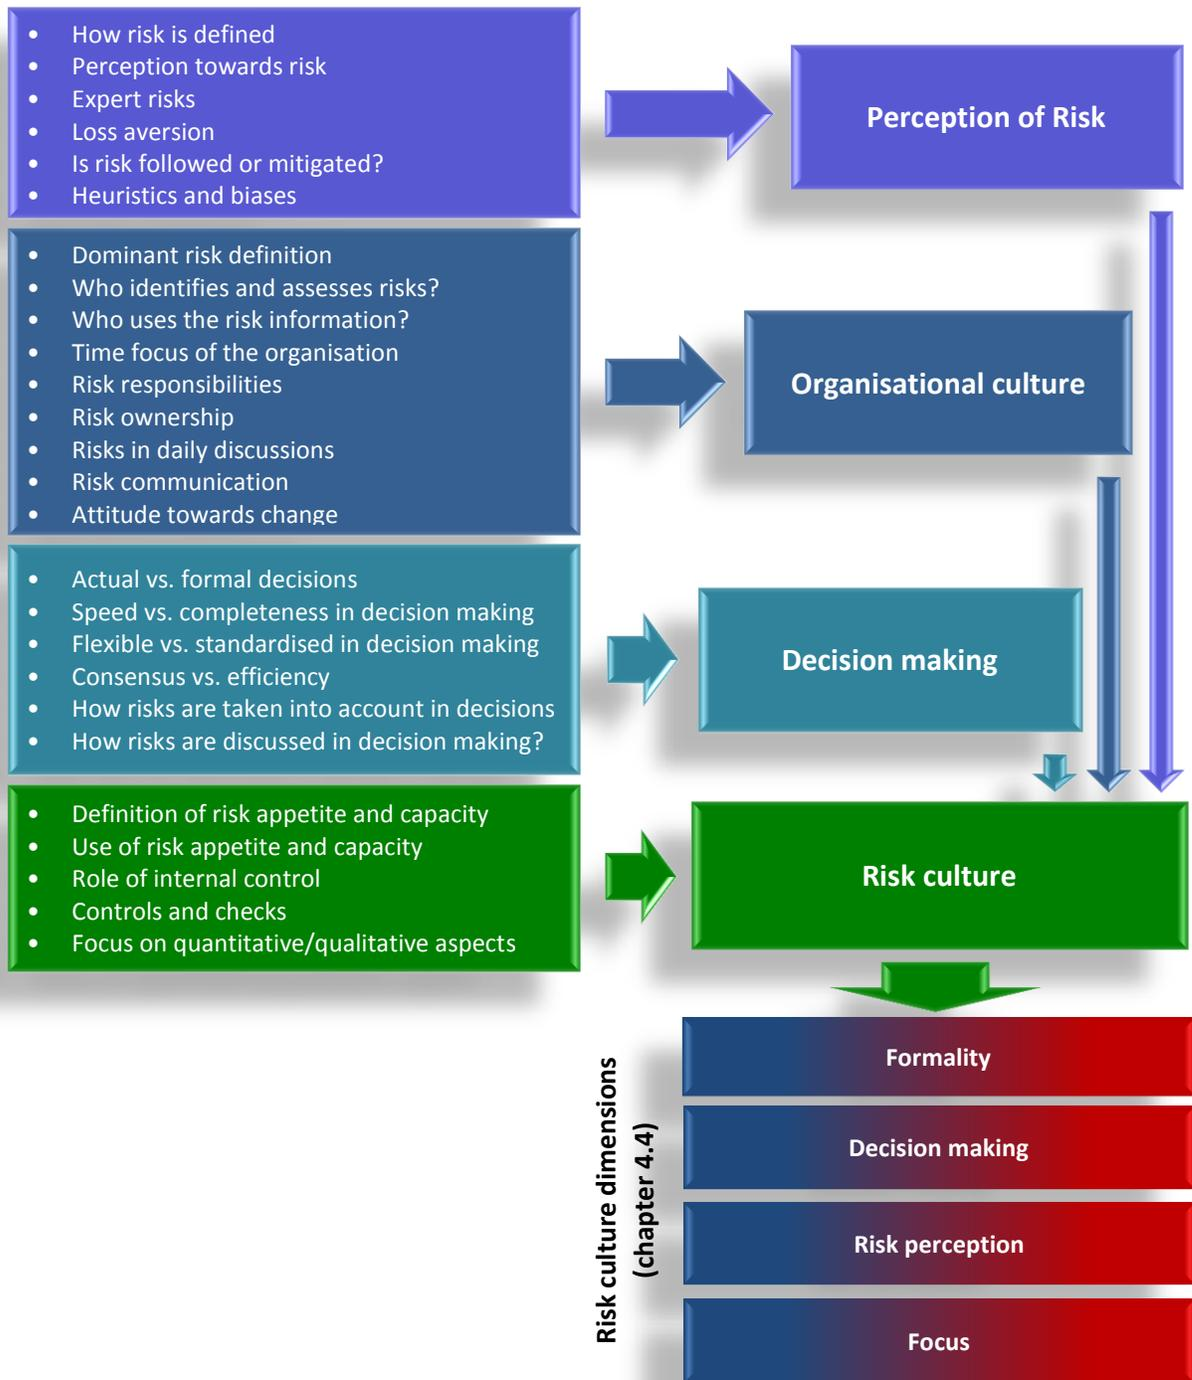 • How risk is defined
• Perception towards risk
• Expert risks
• Loss aversion
• Is risk followed or mitigated?
• Heuristics and biases
Perception of Risk
• Dominant risk definition
• Who identifies and assesses risks?
• Who uses the risk information?
• Time focus of the organisation
• Risk responsibilities
• Risk ownership
• Risks in daily discussions
• Risk communication
• Attitude towards change
Organisational culture
• Actual vs. formal decisions
• Speed vs. completeness in decision making
• Flexible vs. standardised in decision making
• Consensus vs. efficiency
• How risks are taken into account in decisions
• How risks are discussed in decision making?
Decision making
• Definition of risk appetite and capacity
• Use of risk appetite and capacity
• Role of internal control
• Controls and checks
• Focus on quantitative/qualitative aspects
Risk culture
Risk culture dimensions
(chapter 4.4)
Formality
Decision making
Risk perception
Focus